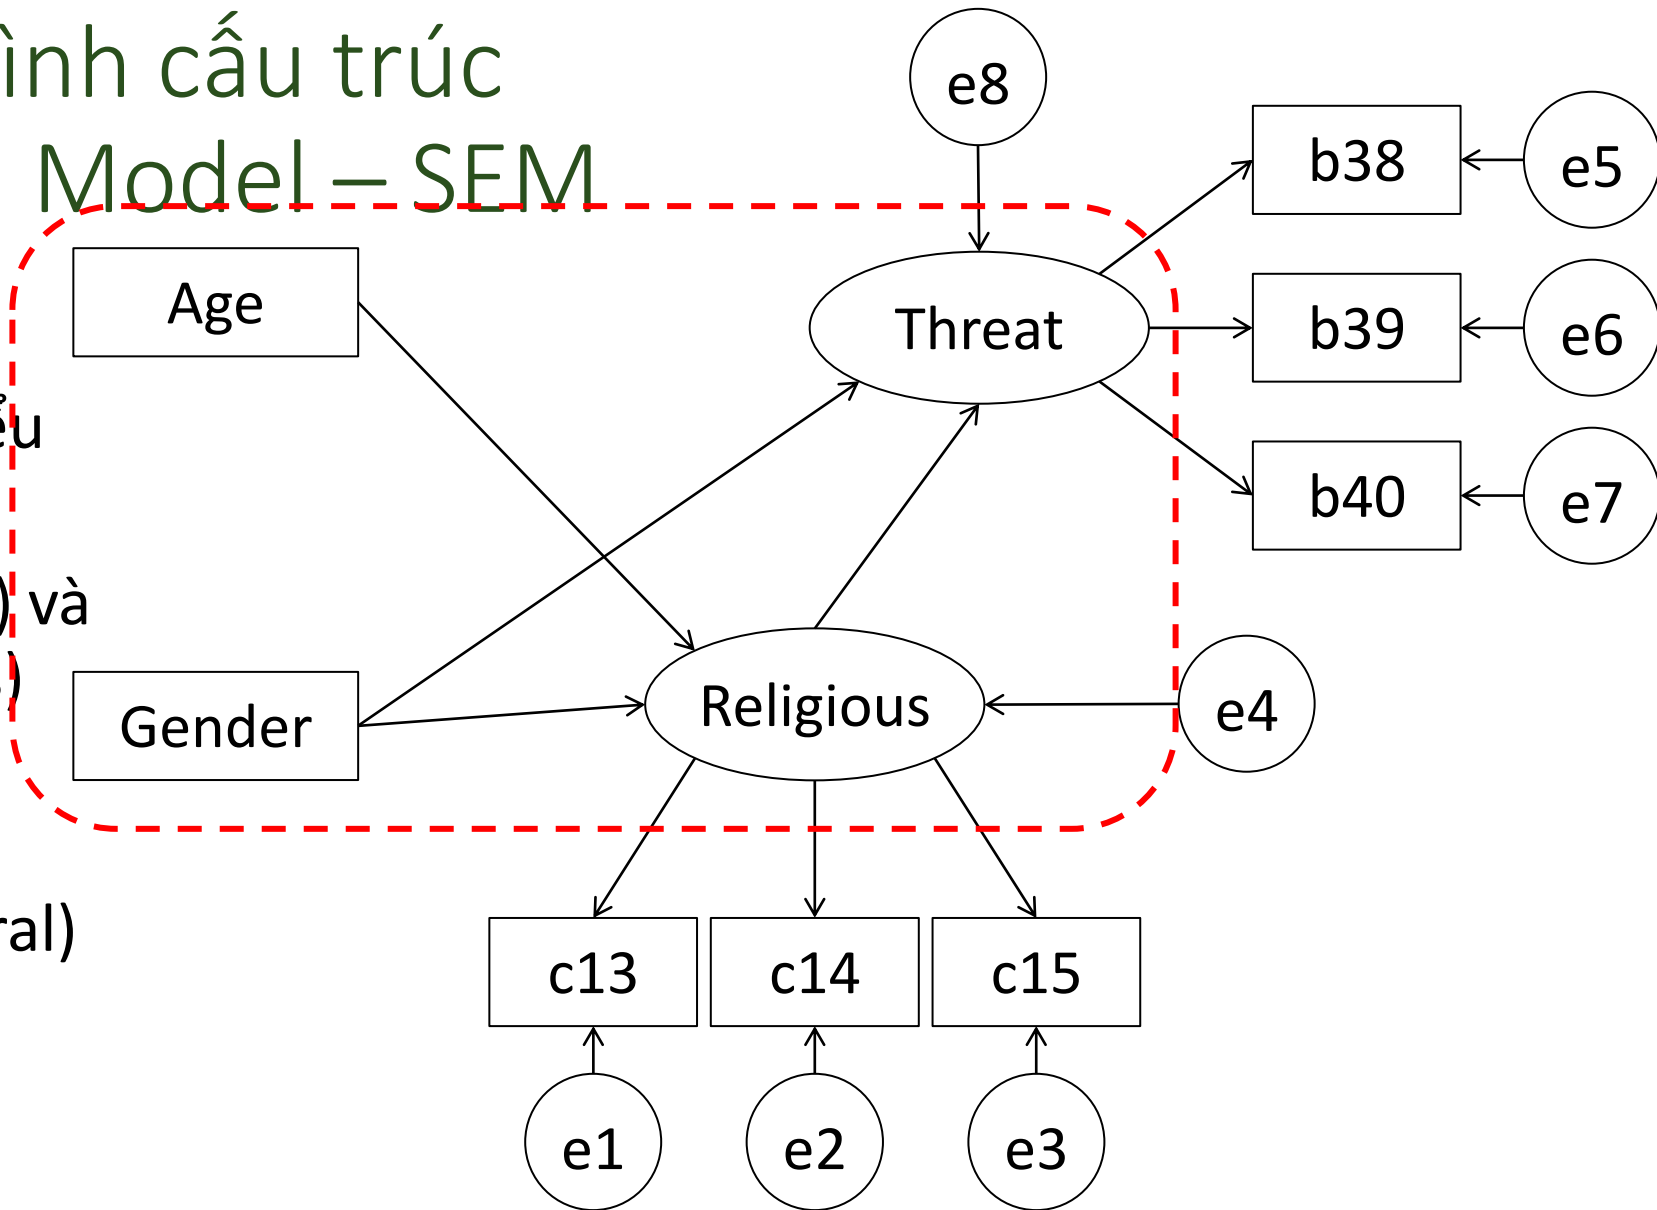 ình cấu trúc
Model – SEM
e8
b38
e5
Age
Threat
b39
e6
ểu
b40
e7
) và
)
Gender
Religious
e4
ral)
c13
c14
c15
e1
e2
e3